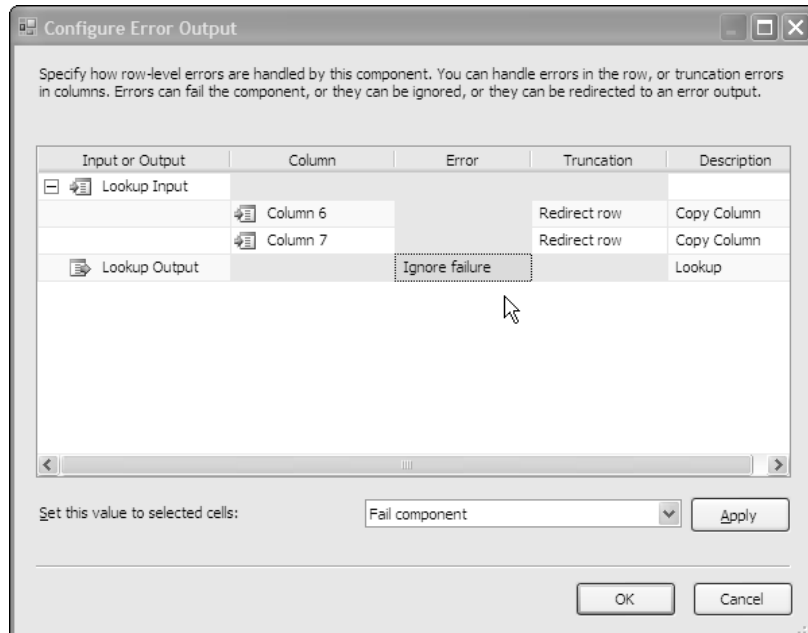 Configure Error Output
Specify how row-level errors are handled by this component. You can handle errors in the row, or truncation errors
in columns. Errors can fail the component, or they can be ignored, or they can be redirected to an error output.
Input or Output Column Error Truncation Description
Lookup Input
Column 6 Redirect row Copy Column
Column 7 Redirect row Copy Column
Lookup Output Ignore failure Lookup
Set this value to selected cells: Fail component Apply
OK Cancel